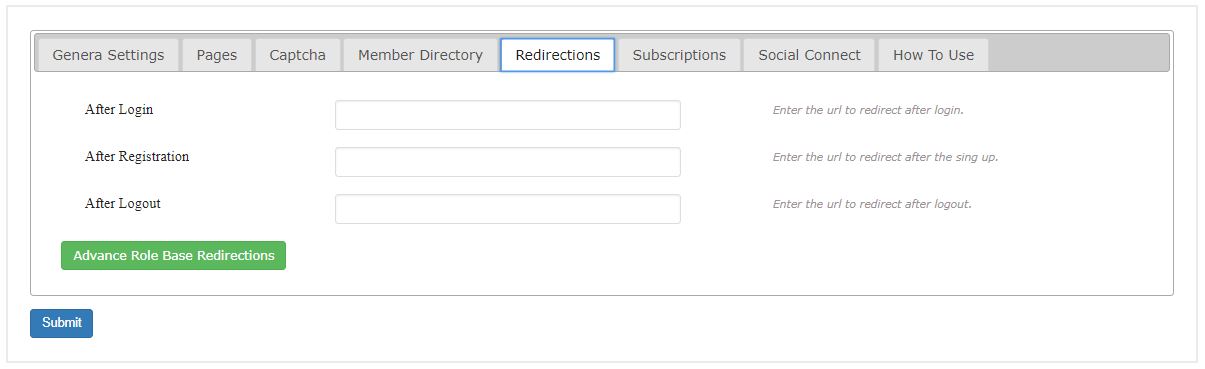 Genera Settings Pages Captcha Member Directory Redirections Subscriptions Social Connect How To Use
After Login Enter the url to redirect after login.
After Registration Enter the url to redirect after the sing up.
After Logout Enter the url to redirect after logout.
Advance Role Base Redirections
Submit